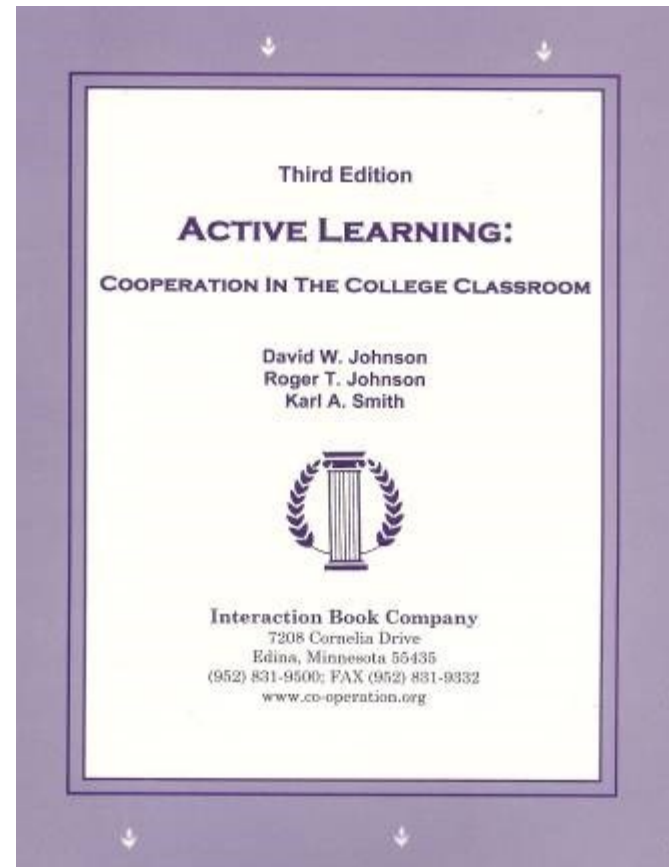 Third Edition
ACTIVE LEARNING:
COOPERATION IN THE COLLEGE CLASSROOM
David W. Johnson
Roger T. Johnson
Karl A. Smith
Interaction Book Company
7208 Cornelia Drive
Edina, Minnesota 55435
(952) 831-9500; FAX (952) 831-9332
www.co-operation.org